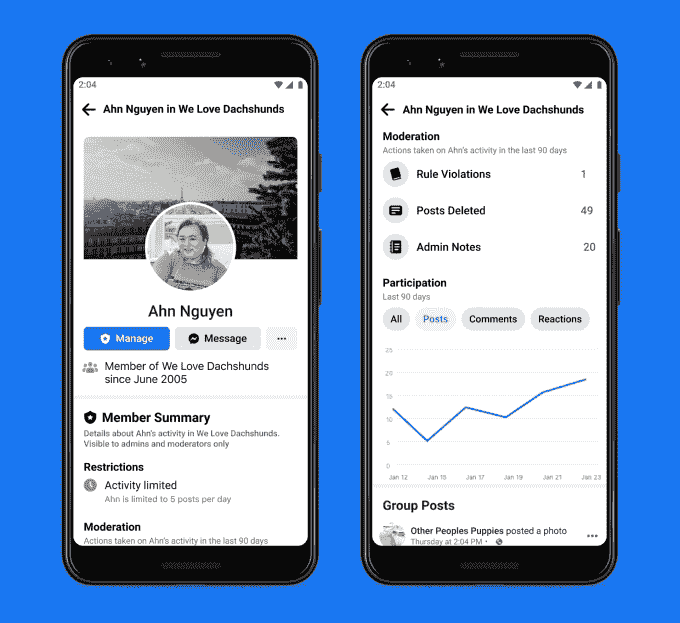 2:04
Ahn Nguyen in We Love Dachshunds
Ahn Nguyen
Manage
Message
Member of We Love Dachshunds
since June 2005
Member Summary
Details about Ahn's activity in We Love Dachshunds.
Visible to admins and moderators only
Restrictions
Activity limited
Ahn is limited to 5 posts per day
Moderation
Actions taken on Ahn's activity in the last 90 days
2:04
Ahn Nguyen in We Love Dachshunds
Moderation
Actions taken on Ahn's activity in the last 90 days
Rule Violations 1
Posts Deleted 49
Admin Notes 20
Participation
Last 90 days
All Posts Comments Reactions
25
20
15
10
5
0
Jan 12 Jan 15 Jan 17 Jan 19 Jan 21 Jan 23
Group Posts
Other Peoples Puppies posted a photo
Thursday at 2:04 PM •